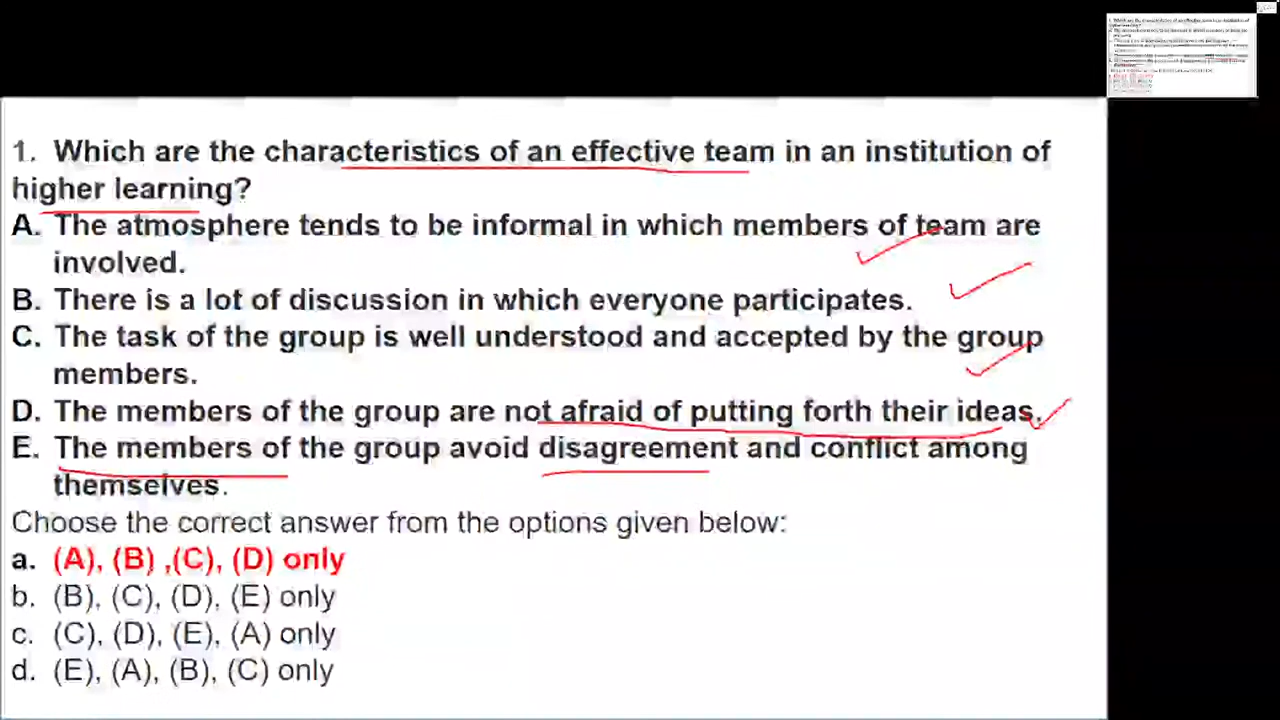 1. Which are the characteristics of an effective team in an institution of
higher learning?
A. The atmosphere tends to be informal in which members of team are
involved.
B. There is a lot of discussion in which everyone participates.
C. The task of the group is well understood and accepted by the group
members.
D. The members of the group are not afraid of putting forth their ideas.
E. The members of the group avoid disagreement and conflict among
themselves.
Choose the correct answer from the options given below:
a. (A), (B) ,(C), (D) only
b. (B), (C), (D), (E) only
c. (C), (D), (E), (A) only
d. (E), (A), (B), (C) only